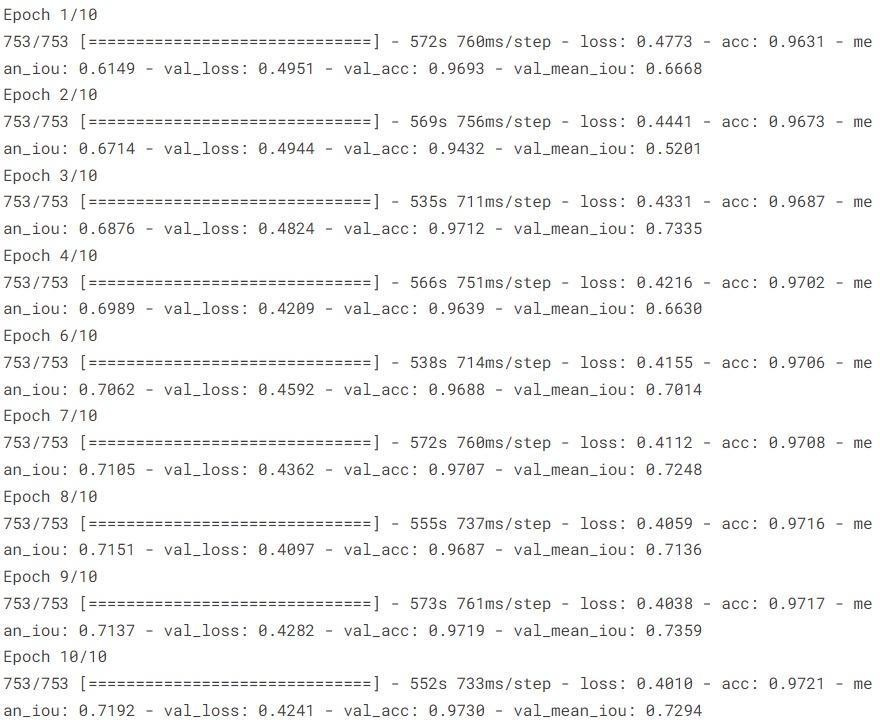 Epoch 1/10
753/753 [==============================] - 572s 760ms/step - loss: 0.4773 - acc: 0.9631 - me
an_iou: 0.6149 - val_loss: 0.4951 - val_acc: 0.9693 - val_mean_iou: 0.6668
Epoch 2/10
753/753 [==============================] - 569s 756ms/step - loss: 0.4441 - acc: 0.9673 - me
an_iou: 0.6714 - val_loss: 0.4944 - val_acc: 0.9432 - val_mean_iou: 0.5201
Epoch 3/10
753/753 [==============================] - 535s 711ms/step - loss: 0.4331 - acc: 0.9687 - me
an_iou: 0.6876 - val_loss: 0.4824 - val_acc: 0.9712 - val_mean_iou: 0.7335
Epoch 4/10
753/753 [==============================] - 566s 751ms/step - loss: 0.4216 - acc: 0.9702 - me
an_iou: 0.6989 - val_loss: 0.4209 - val_acc: 0.9639 - val_mean_iou: 0.6630
Epoch 6/10
753/753 [==============================] - 538s 714ms/step - loss: 0.4155 - acc: 0.9706 - me
an_iou: 0.7062 - val_loss: 0.4592 - val_acc: 0.9688 - val_mean_iou: 0.7014
Epoch 7/10
753/753 [==============================] - 572s 760ms/step - loss: 0.4112 - acc: 0.9708 - me
an_iou: 0.7105 - val_loss: 0.4362 - val_acc: 0.9707 - val_mean_iou: 0.7248
Epoch 8/10
753/753 [==============================] - 555s 737ms/step - loss: 0.4059 - acc: 0.9716 - me
an_iou: 0.7151 - val_loss: 0.4097 - val_acc: 0.9687 - val_mean_iou: 0.7136
Epoch 9/10
753/753 [==============================] - 573s 761ms/step - loss: 0.4038 - acc: 0.9717 - me
an_iou: 0.7137 - val_loss: 0.4282 - val_acc: 0.9719 - val_mean_iou: 0.7359
Epoch 10/10
753/753 [==============================] - 552s 733ms/step - loss: 0.4010 - acc: 0.9721 - me
an_iou: 0.7192 - val_loss: 0.4241 - val_acc: 0.9730 - val_mean_iou: 0.7294